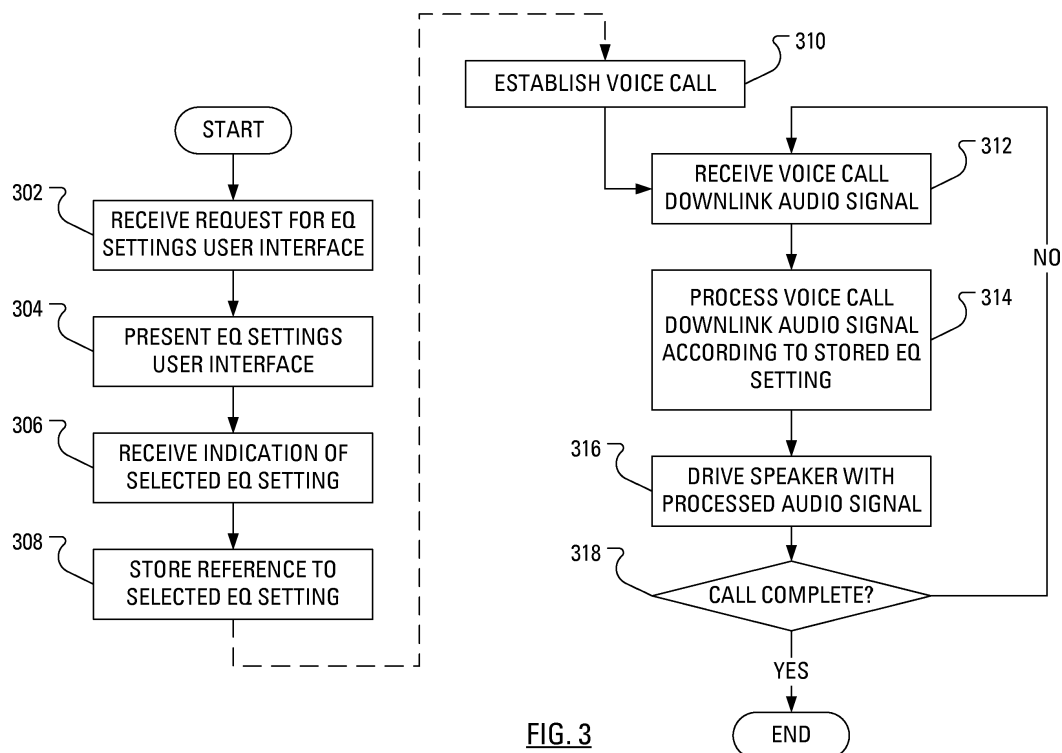 START
302
RECEIVE REQUEST FOR EQ
SETTINGS USER INTERFACE
304
PRESENT EQ SETTINGS
USER INTERFACE
306
RECEIVE INDICATION OF
SELECTED EQ SETTING
308
STORE REFERENCE TO
SELECTED EQ SETTING
310
ESTABLISH VOICE CALL
312
RECEIVE VOICE CALL
DOWNLINK AUDIO SIGNAL
NO
314
PROCESS VOICE CALL
DOWNLINK AUDIO SIGNAL
ACCORDING TO STORED EQ
SETTING
316
DRIVE SPEAKER WITH
PROCESSED AUDIO SIGNAL
318
CALL COMPLETE?
YES
END
FIG. 3